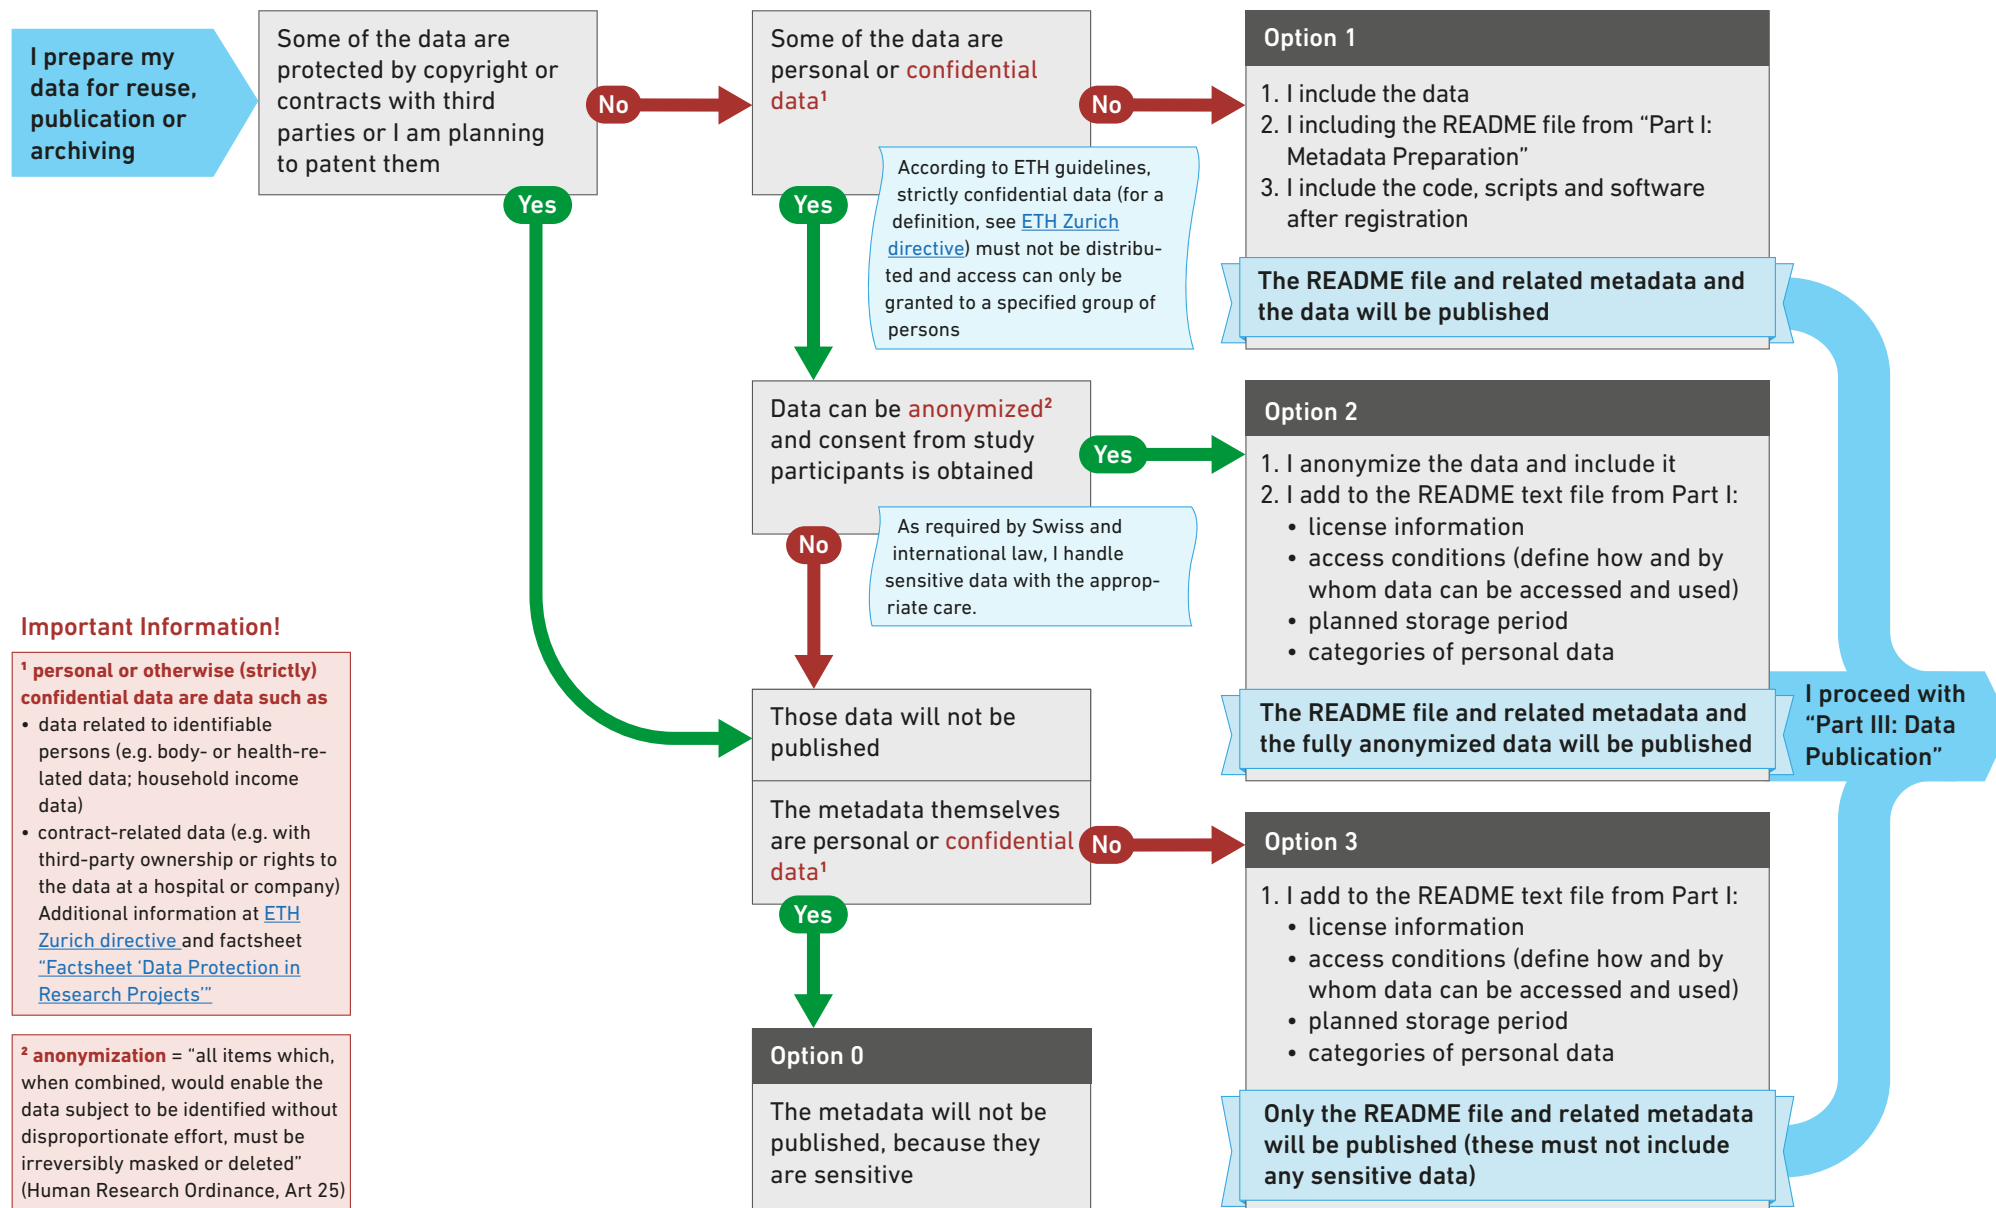 I prepare my
data for reuse,
publication or
archiving
Some of the data are
protected by copyright or
contracts with third
parties or I am planning
to patent them
No
Yes
Some of the data are
personal or confidential
data¹
No
Yes
According to ETH guidelines,
strictly confidential data (for a
definition, see ETH Zurich
directive) must not be distribu-
ted and access can only be
granted to a specified group of
persons
Option 1
1. I include the data
2. I including the README file from “Part I:
Metadata Preparation”
3. I include the code, scripts and software
after registration
The README file and related metadata and
the data will be published
Data can be anonymized²
and consent from study
participants is obtained
Yes
No
As required by Swiss and
international law, I handle
sensitive data with the approp-
riate care.
Option 2
1. I anonymize the data and include it
2. I add to the README text file from Part I:
• license information
• access conditions (define how and by
whom data can be accessed and used)
• planned storage period
• categories of personal data
The README file and related metadata and
the fully anonymized data will be published
I proceed with
“Part III: Data
Publication”
Those data will not be
published
The metadata themselves
are personal or confidential
data¹
No
Yes
Option 3
1. I add to the README text file from Part I:
• license information
• access conditions (define how and by
whom data can be accessed and used)
• planned storage period
• categories of personal data
Only the README file and related metadata
will be published (these must not include
any sensitive data)
Option 0
The metadata will not be
published, because they
are sensitive
Important Information!
¹ personal or otherwise (strictly)
confidential data are data such as
• data related to identifiable
persons (e.g. body- or health-re-
lated data; household income
data)
• contract-related data (e.g. with
third-party ownership or rights to
the data at a hospital or company)
Additional information at ETH
Zurich directive and factsheet
“Factsheet ‘Data Protection in
Research Projects’”
² anonymization = “all items which,
when combined, would enable the
data subject to be identified without
disproportionate effort, must be
irreversibly masked or deleted”
(Human Research Ordinance, Art 25)